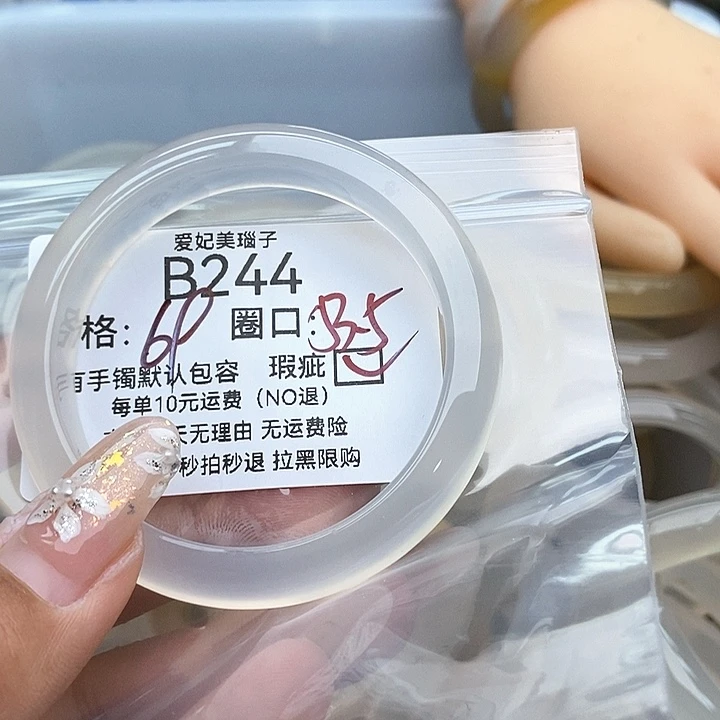 爱妃美瑙子
B244
格: 60 圈口:
有手镯默认包容 瑕疵
每单10元运费（NO退）
天无理由 无运费险
秒拍秒退 拉黑限购